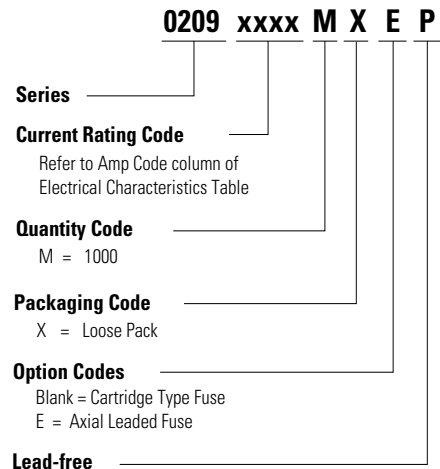 0209 xxxx M X E P
Series
Current Rating Code
Refer to Amp Code column of
Electrical Characteristics Table
Quantity Code
M = 1000
Packaging Code
X = Loose Pack
Option Codes
Blank = Cartridge Type Fuse
E = Axial Leaded Fuse
Lead-free